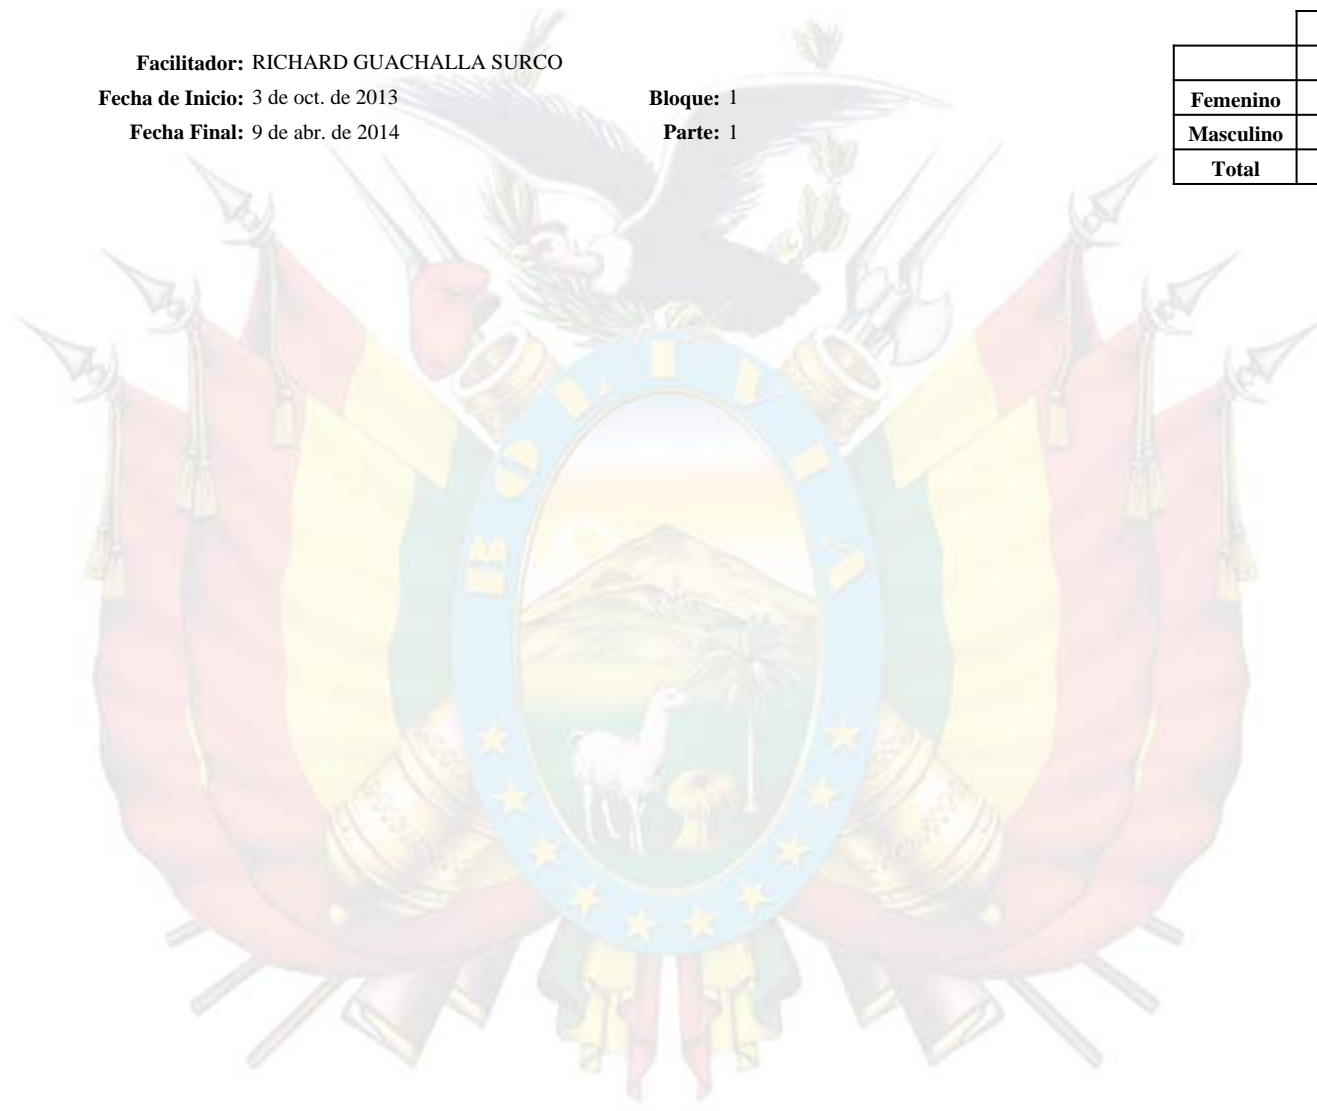 Facilitador: RICHARD GUACHALLA SURCO
Fecha de Inicio: 3 de oct. de 2013 Bloque: 1
Fecha Final: 9 de abr. de 2014 Parte: 1
Femenino
Masculino
Total
BOLIVIA